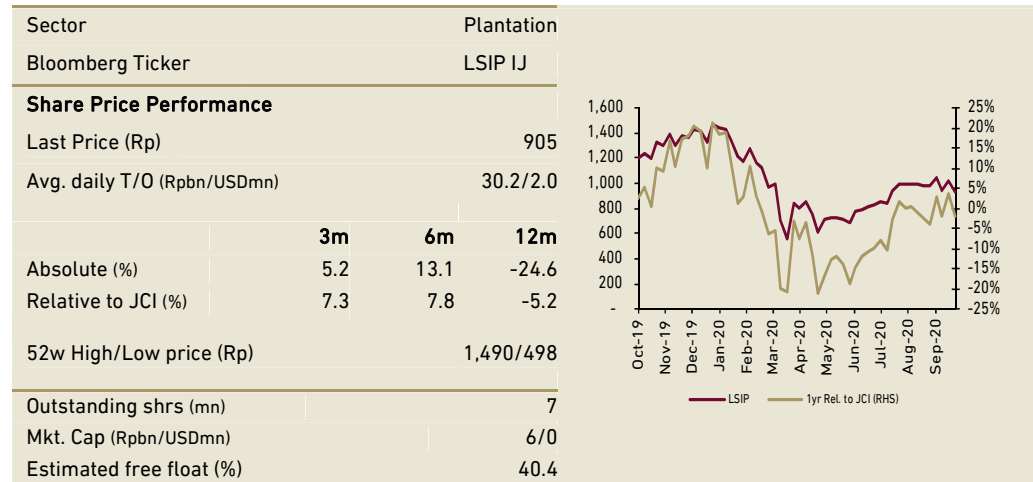 Sector Plantation
Bloomberg Ticker LSIP IJ
Share Price Performance
Last Price (Rp) 905
Avg. daily T/O (Rpbn/USDmn) 30.2/2.0
3m 6m 12m
Absolute (%) 5.2 13.1 -24.6
Relative to JCI (%) 7.3 7.8 -5.2
52w High/Low price (Rp) 1,490/498
Outstanding shrs (mn) 7
Mkt. Cap (Rpbn/USDmn) 6/0
Estimated free float (%) 40.4
1,600
1,400
1,200
1,000
800
600
400
200
-
25%
20%
15%
10%
5%
0%
-5%
-10%
-15%
-20%
-25%
Oct-19
Nov-19
Dec-19
Jan-20
Feb-20
Mar-20
Apr-20
May-20
Jun-20
Jul-20
Aug-20
Sep-20
LSIP 1yr Rel. to JCI (RHS)